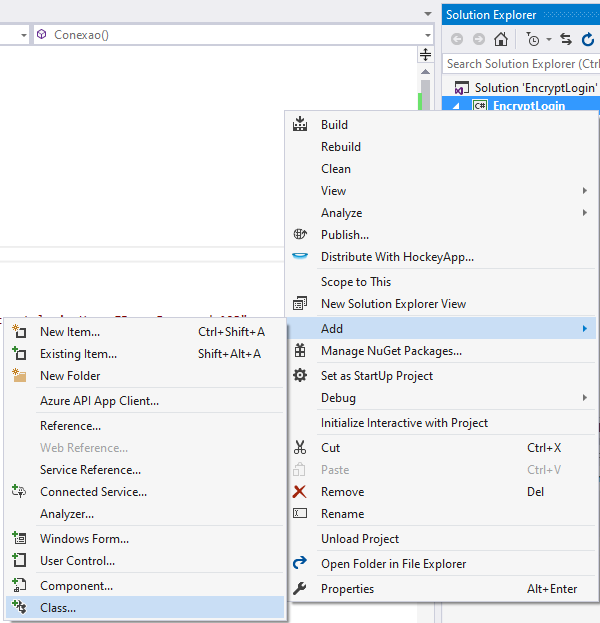 Solution Explorer
Conexao()
Search Solution Explorer (Ctrl
Solution 'EncryptLogin'
C# EncryptLogin
Build
Rebuild
Clean
View
Analyze
Publish...
Distribute With HockeyApp...
Scope to This
New Solution Explorer View
Add
Manage NuGet Packages...
Set as StartUp Project
Debug
Initialize Interactive with Project
Cut Ctrl+X
Paste Ctrl+V
Remove Del
Rename
Unload Project
Open Folder in File Explorer
Properties Alt+Enter
New Item... Ctrl+Shift+A
Existing Item... Shift+Alt+A
New Folder
Azure API App Client...
Reference...
Web Reference...
Service Reference...
Connected Service...
Analyzer...
Windows Form...
User Control...
Component...
Class...